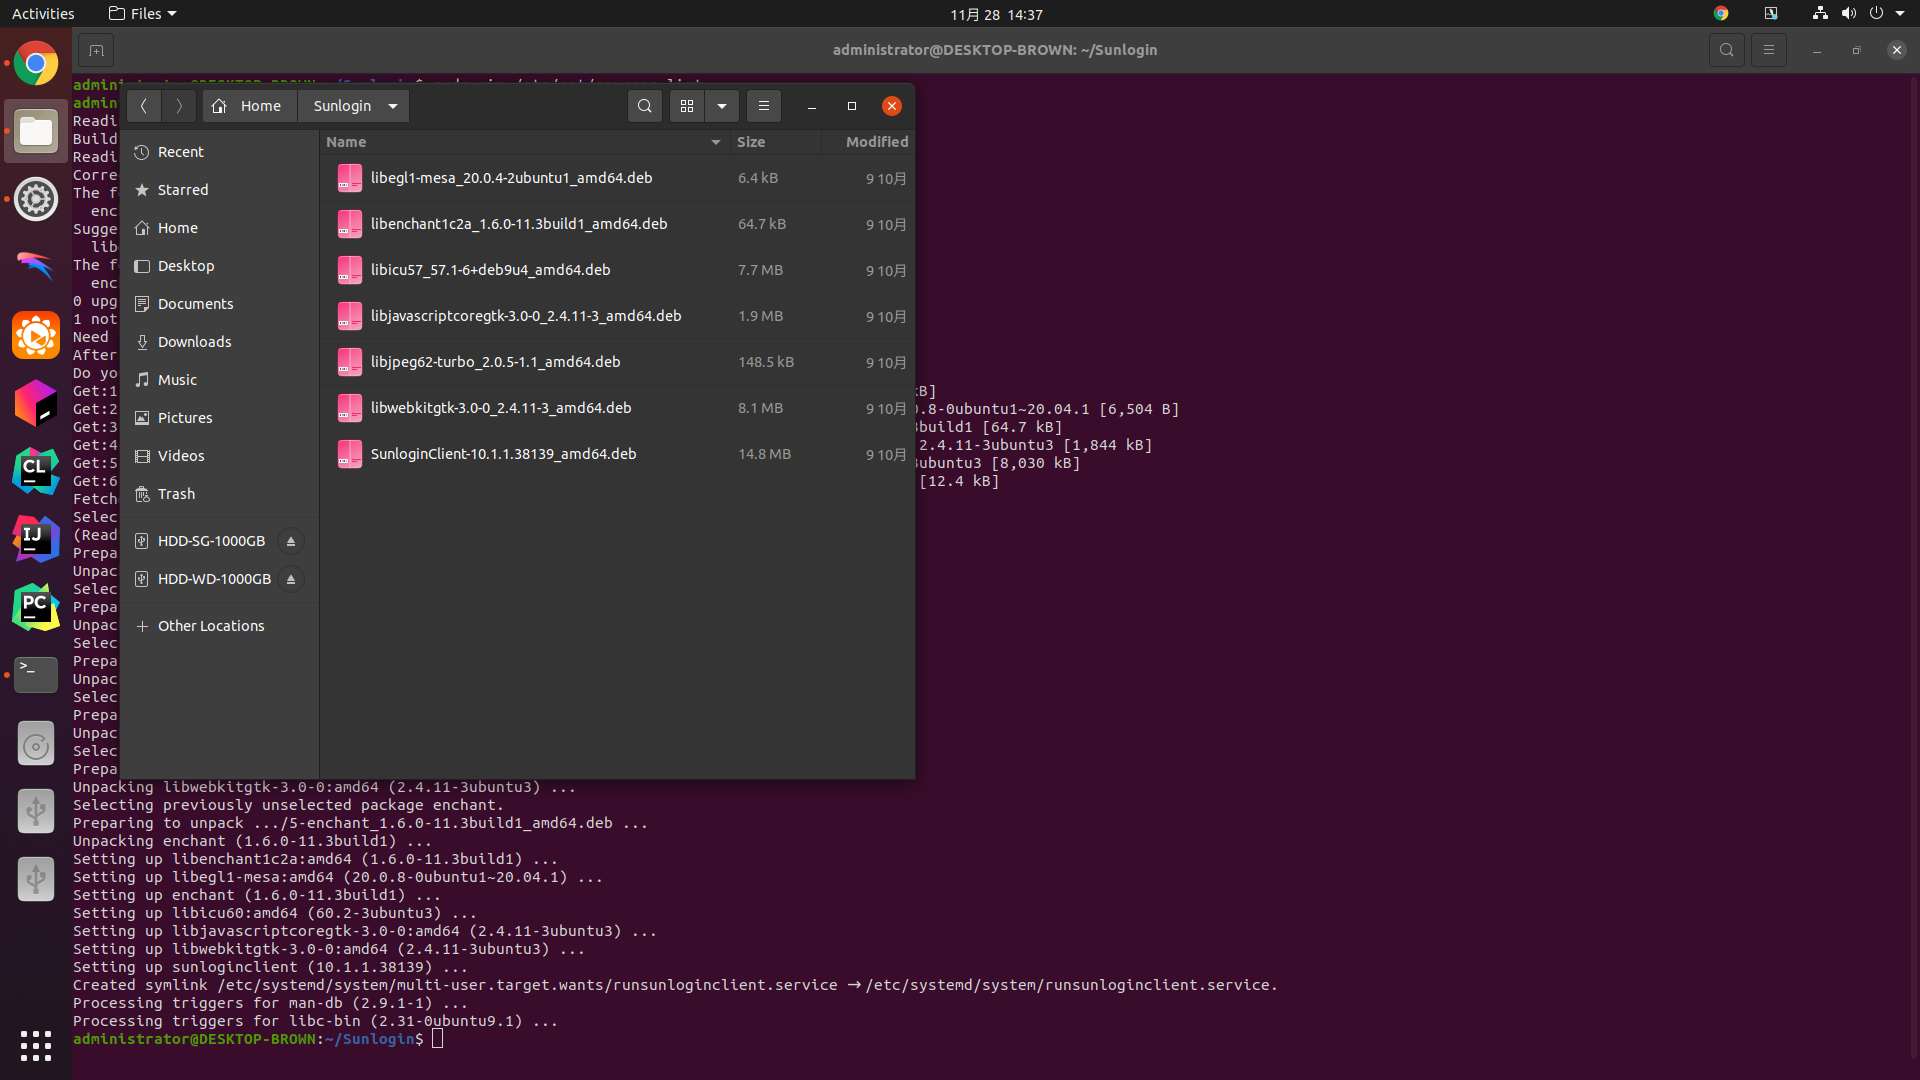 Activities
Files
11月 28 14:37
administrator@DESKTOP-BROWN: ~/Sunlogin
Home
Sunlogin
Recent
Starred
Home
Desktop
Documents
Downloads
Music
Pictures
Videos
Trash
HDD-SG-1000GB
HDD-WD-1000GB
Other Locations
Name Size Modified
libegl1-mesa_20.0.4-2ubuntu1_amd64.deb 6.4 kB 9 10月
libenchant1c2a_1.6.0-11.3build1_amd64.deb 64.7 kB 9 10月
libicu57_57.1-6+deb9u4_amd64.deb 7.7 MB 9 10月
libjavascriptcoregtk-3.0-0_2.4.11-3_amd64.deb 1.9 MB 9 10月
libjpeg62-turbo_2.0.5-1.1_amd64.deb 148.5 kB 9 10月
libwebkitgtk-3.0-0_2.4.11-3_amd64.deb 8.1 MB 9 10月
SunloginClient-10.1.1.38139_amd64.deb 14.8 MB 9 10月
CL
IJ
PC
>_
admin
admin
Readi
Build
Readi
Corre
The f
enc
Sugge
lib
The f
enc
0 upg
1 not
Need
After
Do yo
Get:1 kB]
Get:2 .8-0ubuntu1~20.04.1 [6,504 B]
Get:3 build1 [64.7 kB]
Get:4 2.4.11-3ubuntu3 [1,844 kB]
Get:5 ubuntu3 [8,030 kB]
Get:6 [12.4 kB]
Fetch
Selec
(Read
Prepa
Unpac
Selec
Prepa
Unpac
Selec
Prepa
Unpac
Selec
Prepa
Unpac
Selec
Prepa
Unpacking libwebkitgtk-3.0-0:amd64 (2.4.11-3ubuntu3) ...
Selecting previously unselected package enchant.
Preparing to unpack .../5-enchant_1.6.0-11.3build1_amd64.deb ...
Unpacking enchant (1.6.0-11.3build1) ...
Setting up libenchant1c2a:amd64 (1.6.0-11.3build1) ...
Setting up libegl1-mesa:amd64 (20.0.8-0ubuntu1~20.04.1) ...
Setting up enchant (1.6.0-11.3build1) ...
Setting up libicu60:amd64 (60.2-3ubuntu3) ...
Setting up libjavascriptcoregtk-3.0-0:amd64 (2.4.11-3ubuntu3) ...
Setting up libwebkitgtk-3.0-0:amd64 (2.4.11-3ubuntu3) ...
Setting up sunloginclient (10.1.1.38139) ...
Created symlink /etc/systemd/system/multi-user.target.wants/runsunloginclient.service → /etc/systemd/system/runsunloginclient.service.
Processing triggers for man-db (2.9.1-1) ...
Processing triggers for libc-bin (2.31-0ubuntu9.1) ...
administrator@DESKTOP-BROWN:~/Sunlogin$